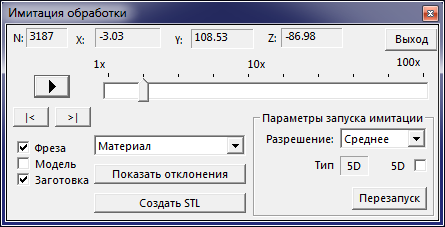 Имитация обработки
N: 3187 X: -3.03 Y: 108.53 Z: -86.98 Выход
1x 10x 100x
|< >|
Параметры запуска имитации
Фреза Материал Разрешение: Среднее
Модель
Заготовка Показать отклонения Тип 5D 5D
Создать STL Перезапуск